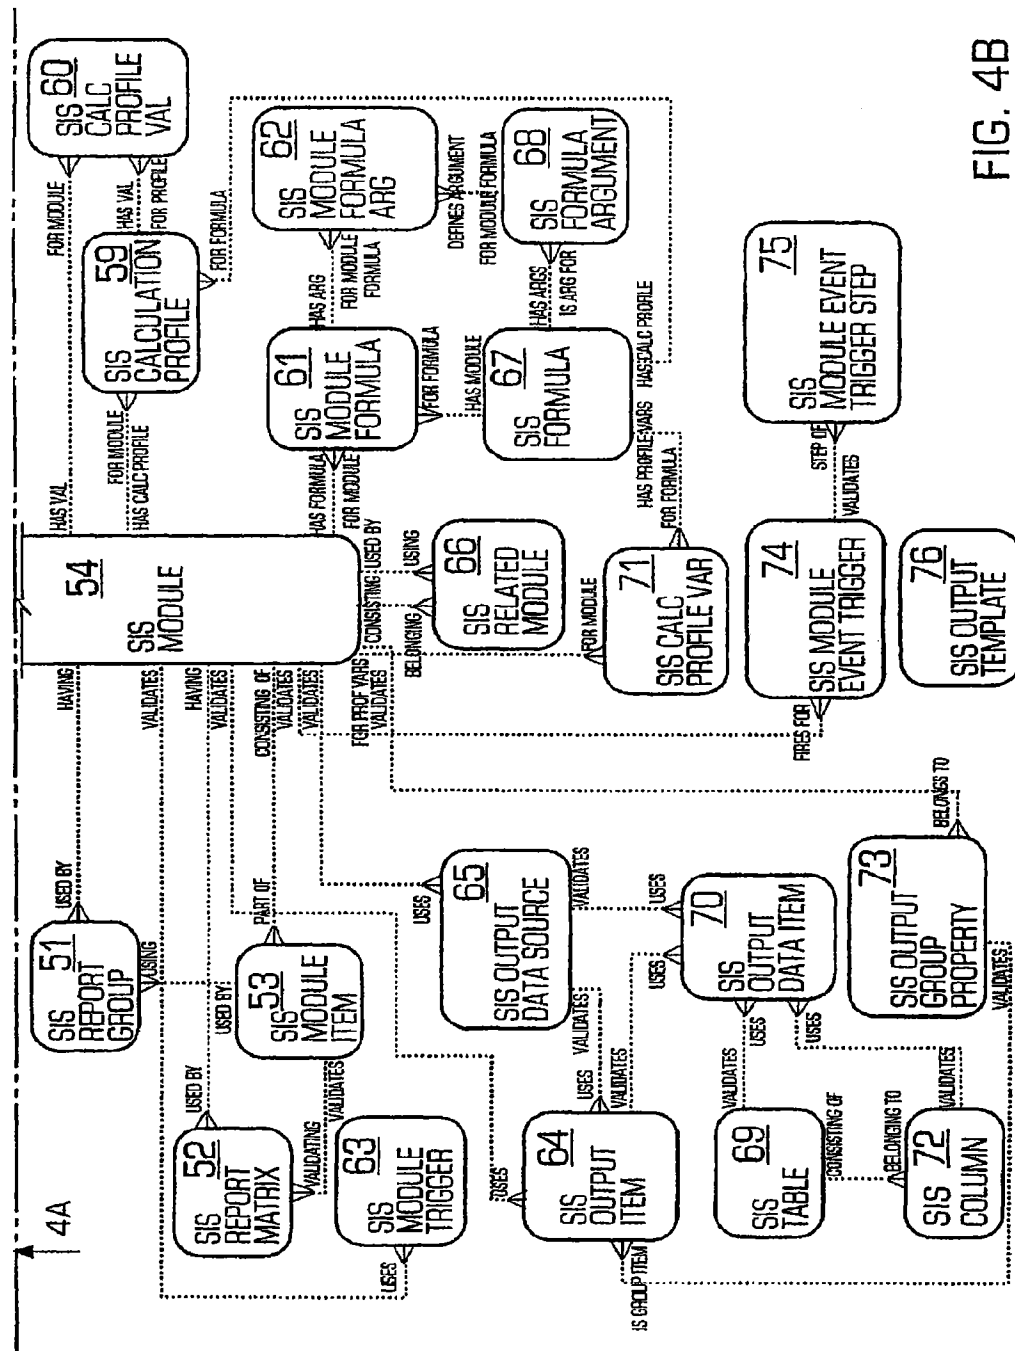 4A
FIG. 4B
SIS 51
REPORT
GROUP
SIS 52
REPORT
MATRIX
SIS 53
MODULE
ITEM
54
SIS
MODULE
59
SIS
CALCULATION
PROFILE
SIS 60
CALC
PROFILE
VAL
SIS 61
MODULE
FORMULA
62
SIS
MODULE
FORMULA
ARG
63
SIS
MODULE
TRIGGER
64
SIS
OUTPUT
ITEM
65
SIS OUTPUT
DATA SOURCE
66
SIS
RELATED
MODULE
67
SIS
FORMULA
SIS 68
FORMULA
ARGUMENT
69
SIS
TABLE
70
SIS
OUTPUT
DATA ITEM
71
SIS CALC
PROFILE VAR
72
SIS
COLUMN
73
SIS OUTPUT
GROUP
PROPERTY
74
SIS MODULE
EVENT TRIGGER
75
SIS
MODULE EVENT
TRIGGER STEP
76
SIS OUTPUT
TEMPLATE
USED BY
HAVING
USING
USED BY
VALIDATES
USES
HAVING
USED BY
VALIDATES
USES
CONSISTING OF
PART OF
VALIDATES
VALIDATES
USES
VALIDATING
VALIDATES
FOR PROF VARS
VALIDATES
FIRES FOR
BELONGS TO
FOR MODULE
BELONGING
CONSISTING
USED BY
USING
HAS VAL
FOR MODULE
FOR MODULE
HAS CALC PROFILE
HAS VAL
FOR PROFILE
FOR FORMULA
HAS FORMULA
FOR MODULE
HAS ARG
FOR MODULE
FORMULA
FOR FORMULA
HAS MODULE
DEFINES ARGUMENT
FOR MODULE FORMULA
HAS ARGS
IS ARG FOR
HAS CALC PROFILE
HAS PROFILE VARS
FOR FORMULA
STEP OF
VALIDATES
VALIDATES
USES
VALIDATES
USES
VALIDATES
USES
VALIDATES
USES
USES
VALIDATES
CONSISTING OF
BELONGING TO
VALIDATES
IS GROUP ITEM